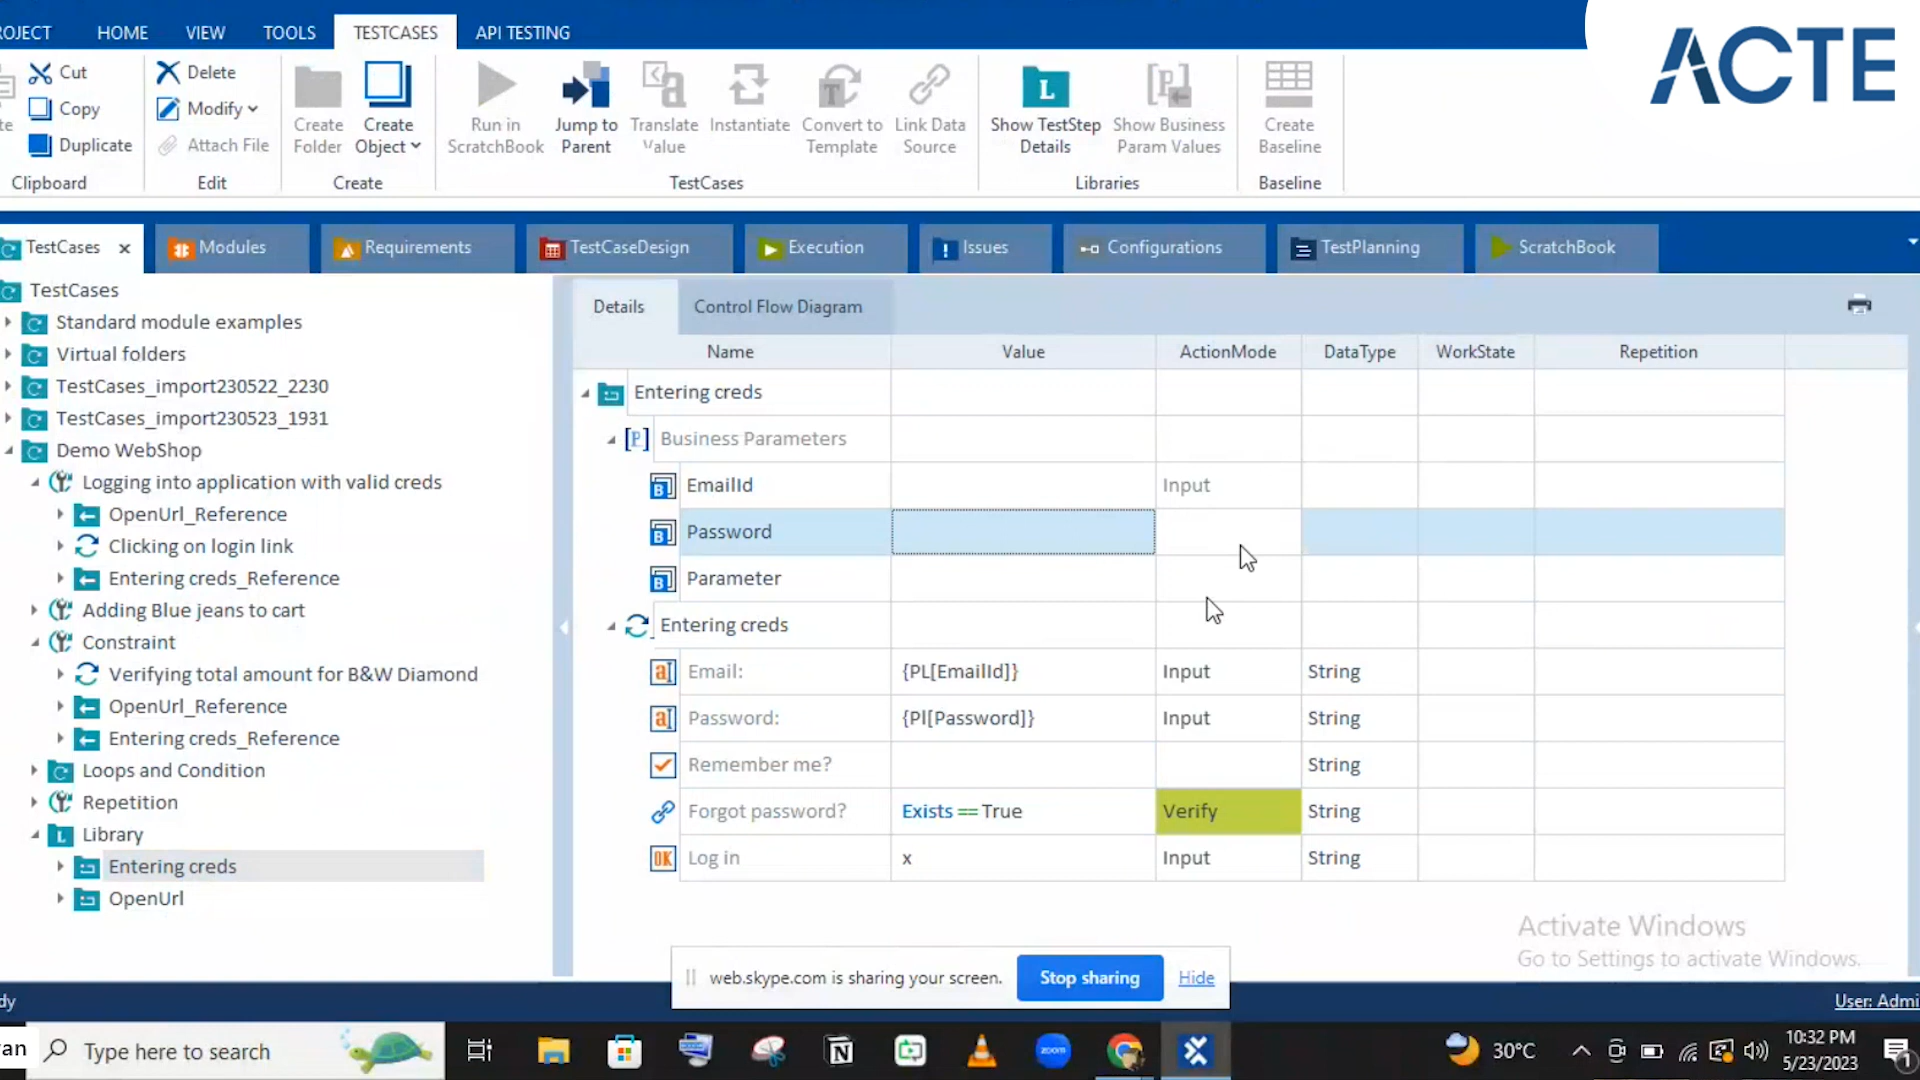 ROJECT HOME VIEW TOOLS TESTCASES API TESTING
ACTE
Cut
Copy
Duplicate
Clipboard
Delete
Modify
Attach File
Edit
Create Folder
Create Object
Create
Run in ScratchBook
Jump to Parent
Translate Value
Instantiate
Convert to Template
Link Data Source
TestCases
Show TestStep Details
Show Business Param Values
Libraries
Create Baseline
Baseline
TestCases Modules Requirements TestCaseDesign Execution Issues Configurations TestPlanning ScratchBook
TestCases
Standard module examples
Virtual folders
TestCases_import230522_2230
TestCases_import230523_1931
Demo WebShop
Logging into application with valid creds
OpenUrl_Reference
Clicking on login link
Entering creds_Reference
Adding Blue jeans to cart
Constraint
Verifying total amount for B&W Diamond
OpenUrl_Reference
Entering creds_Reference
Loops and Condition
Repetition
Library
Entering creds
OpenUrl
Details Control Flow Diagram
Name Value ActionMode DataType WorkState Repetition
Entering creds
Business Parameters
EmailId Input
Password
Parameter
Entering creds
Email: {PL[EmailId]} Input String
Password: {Pl[Password]} Input String
Remember me? String
Forgot password? Exists == True Verify String
Log in x Input String
Activate Windows
Go to Settings to activate Windows.
web.skype.com is sharing your screen. Stop sharing Hide
dy
User: Admi
van
Type here to search
zoom
30°C
10:32 PM
5/23/2023
1